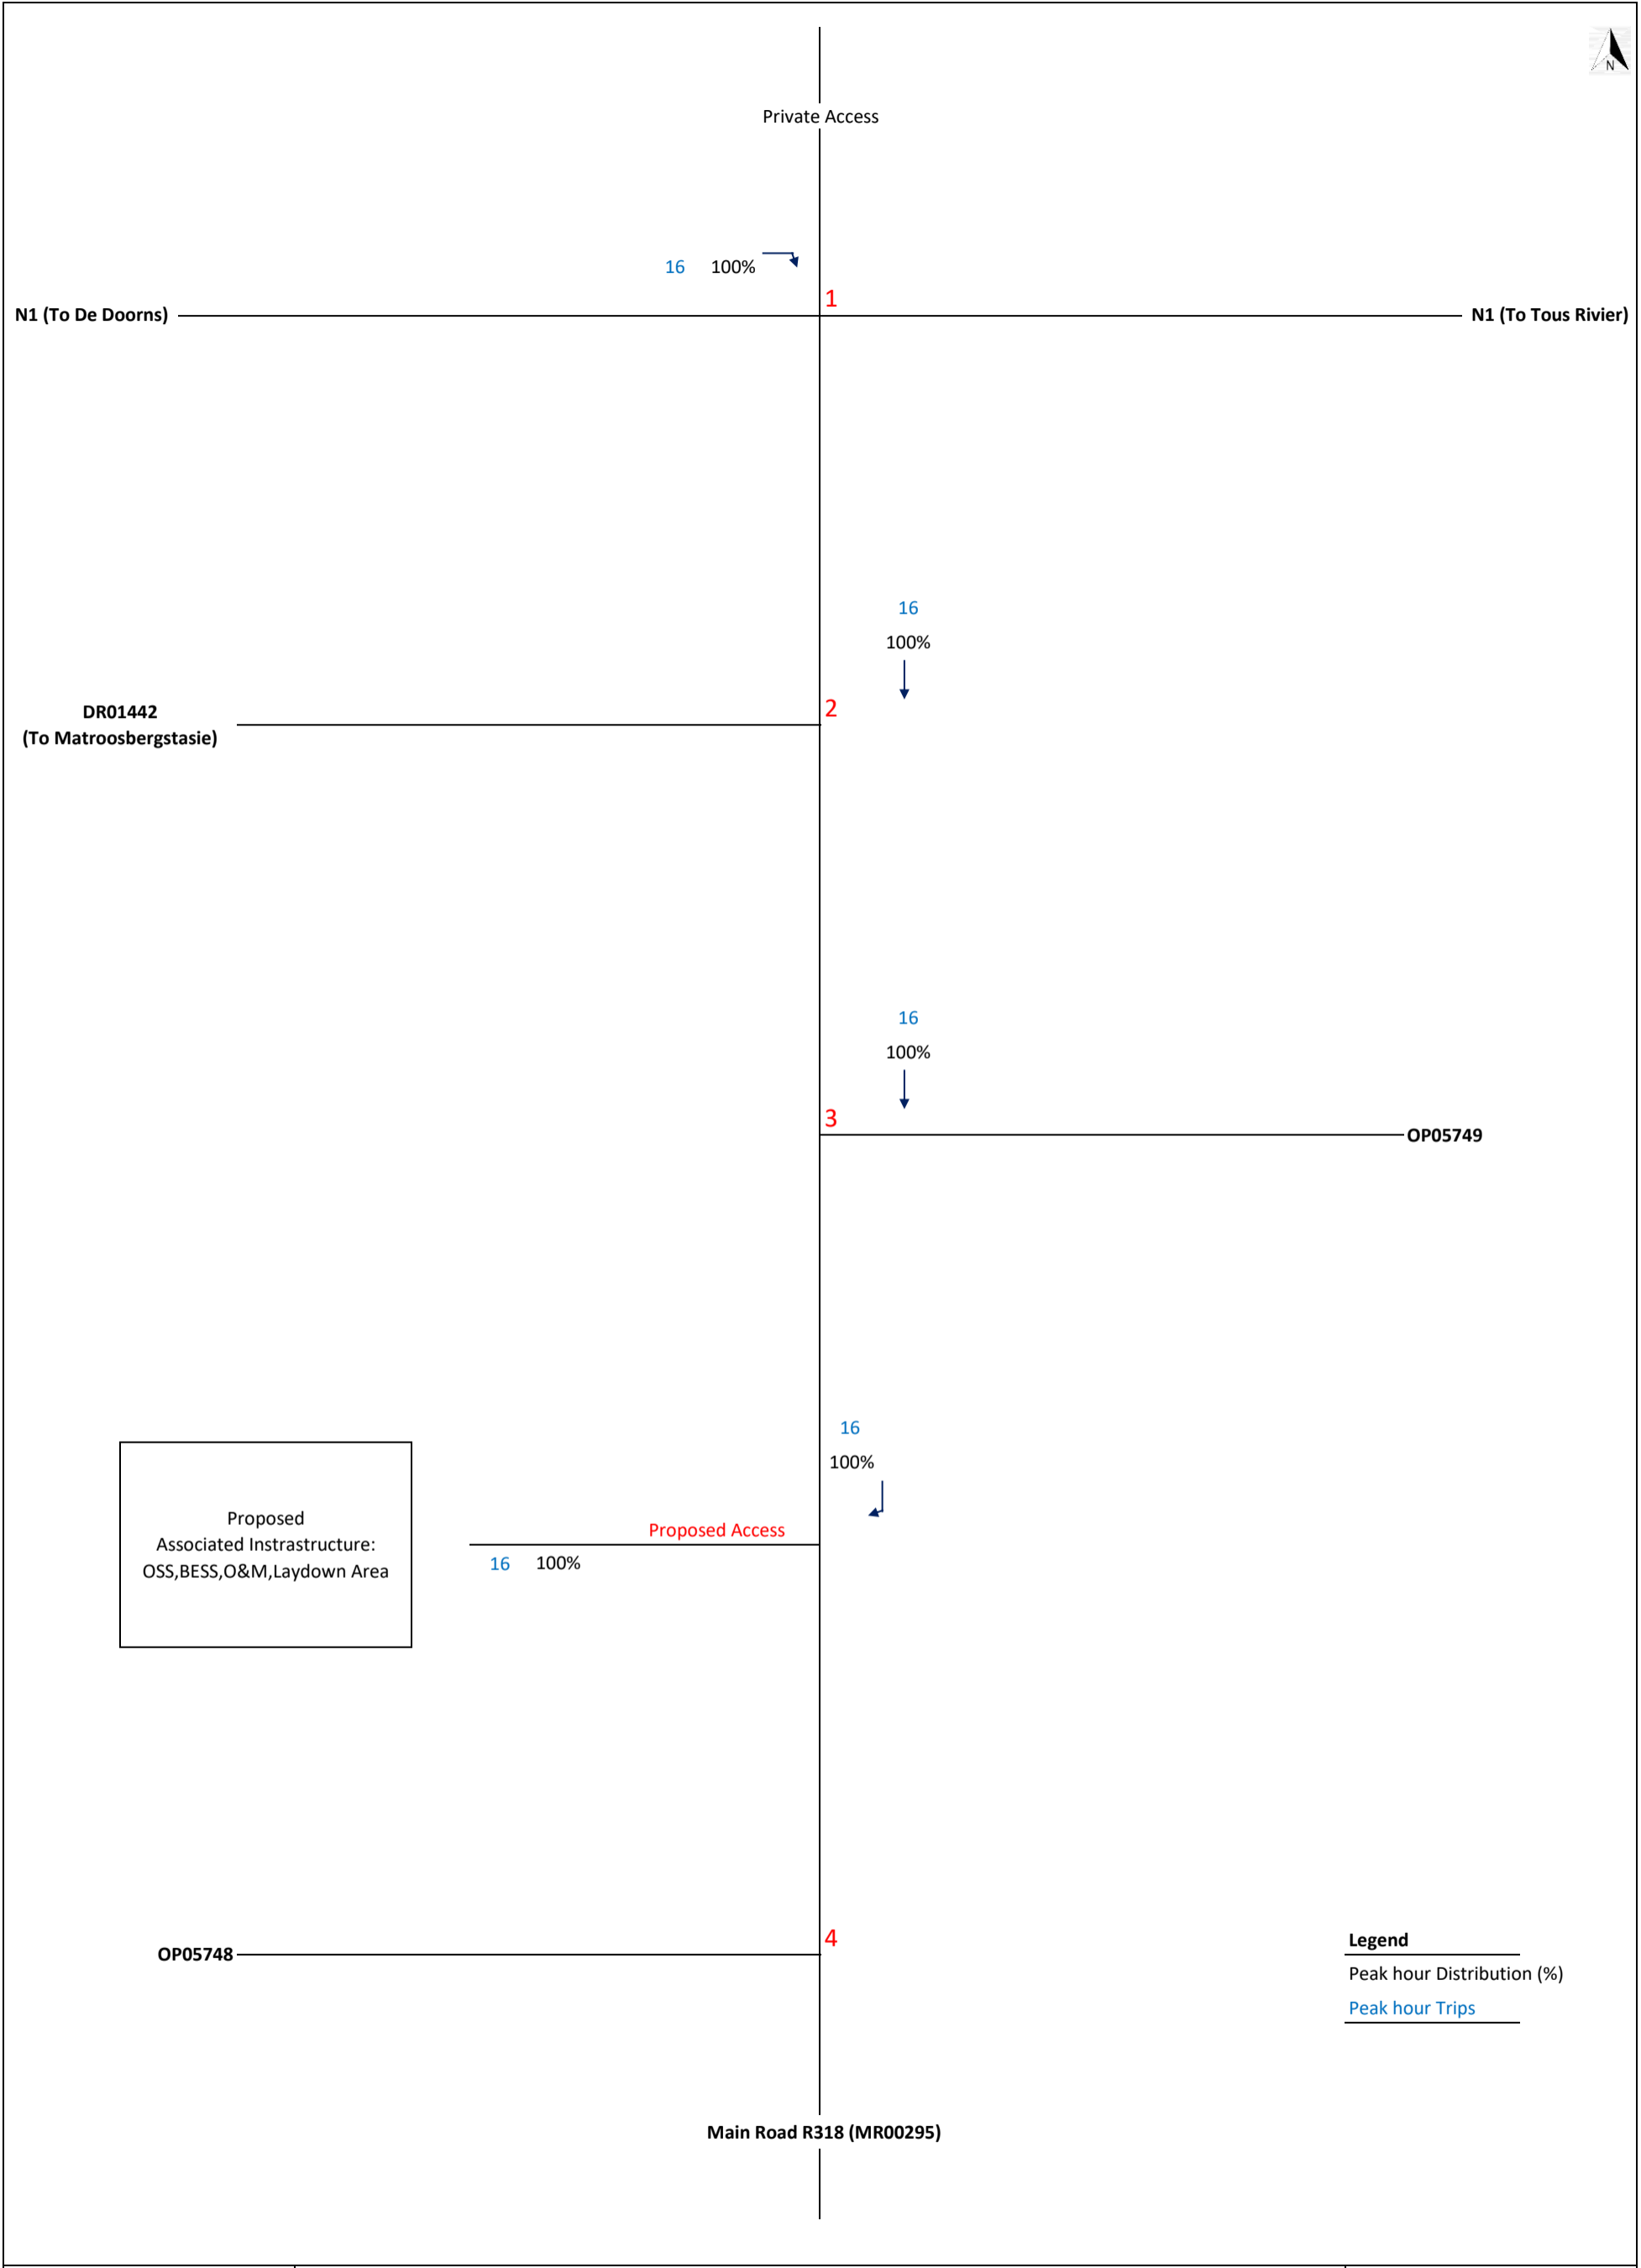 N
Private Access
16 100%
1
N1 (To De Doorns)
N1 (To Tous Rivier)
16
100%
2
DR01442
(To Matroosbergstasie)
16
100%
3
OP05749
16
100%
Proposed
Associated Instrastructure:
OSS,BESS,O&M,Laydown Area
Proposed Access
16 100%
4
OP05748
Legend
Peak hour Distribution (%)
Peak hour Trips
Main Road R318 (MR00295)